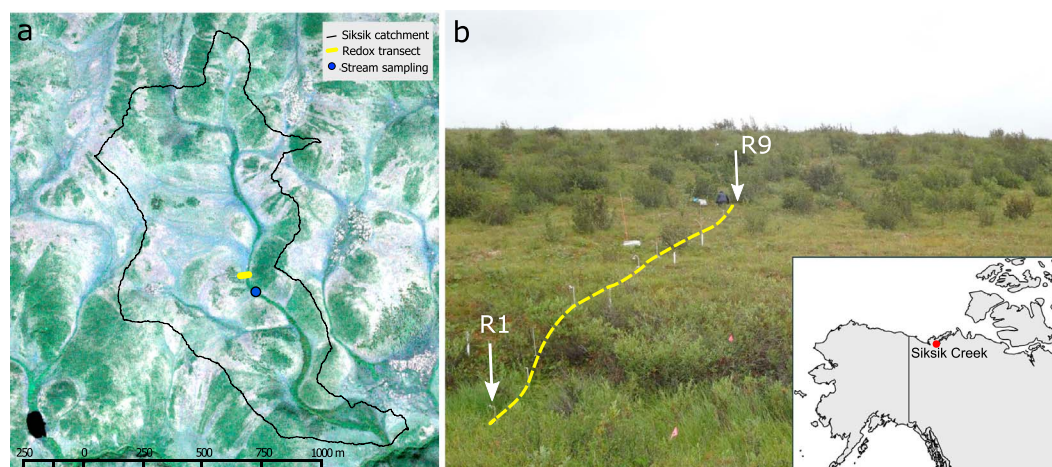 a
Siksik catchment
Redox transect
Stream sampling
250 0 250 500 750 1000 m
b
R9
R1
Siksik Creek